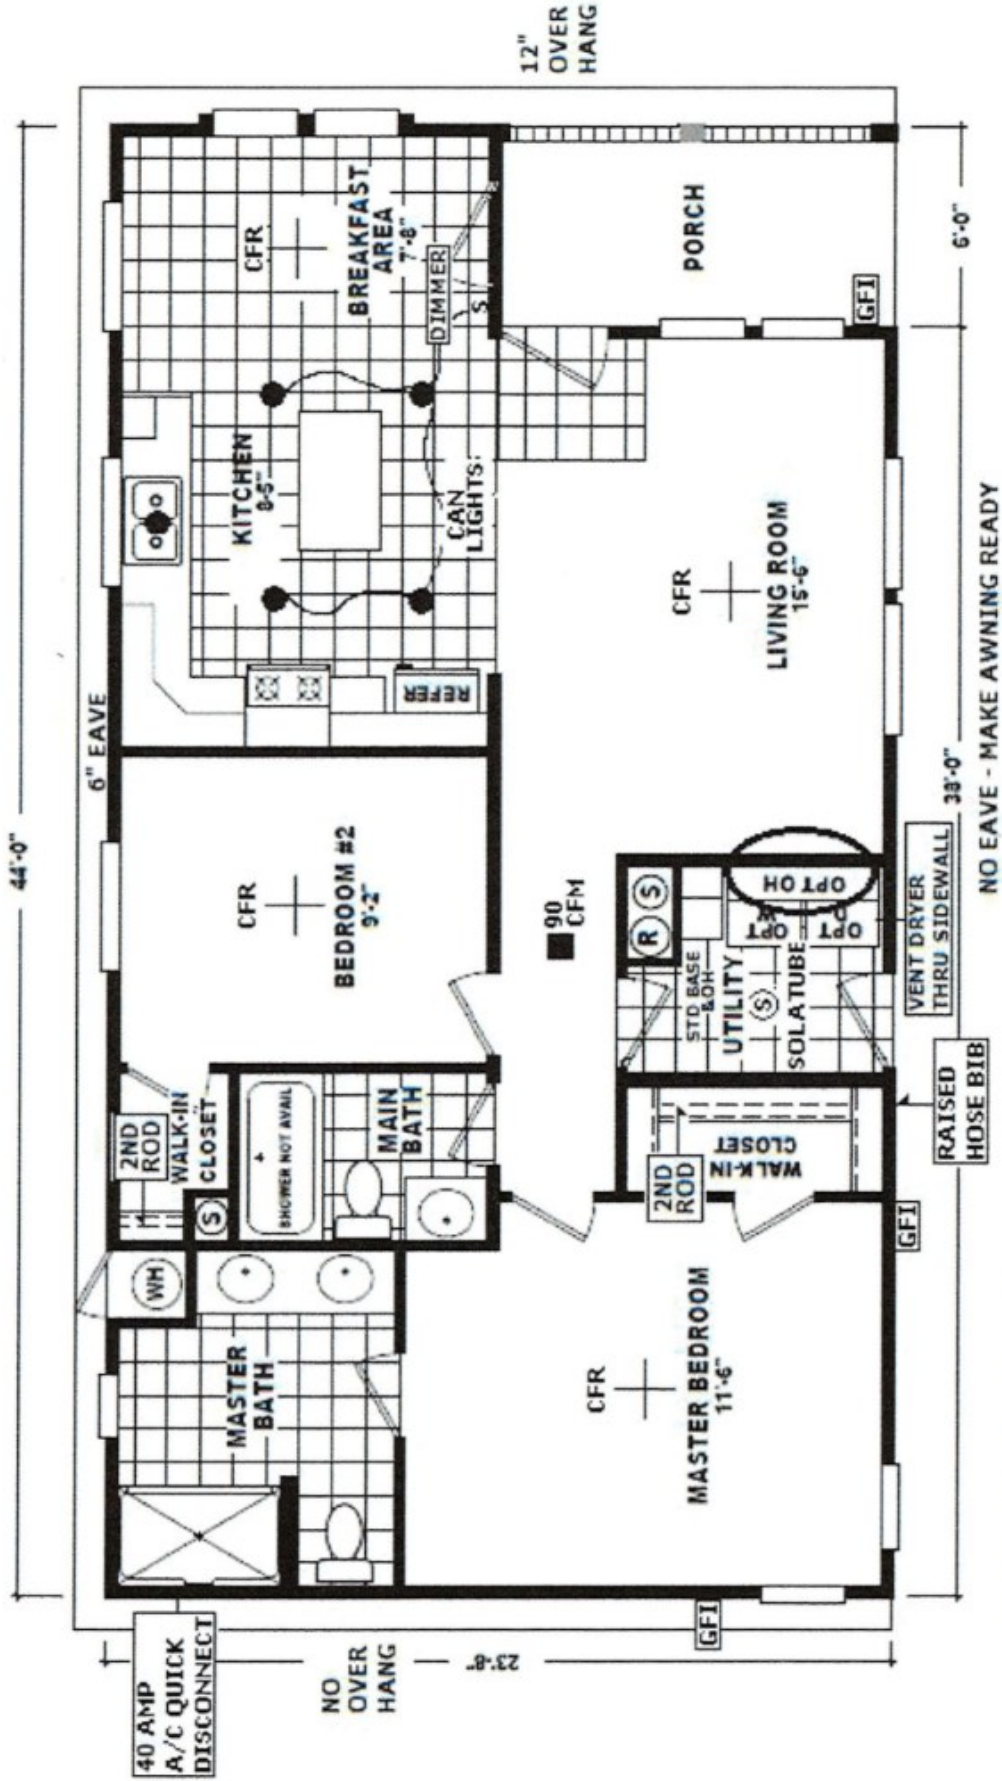 12"
OVER
HANG
44'-0"
6" EAVE
CFR
BREAKFAST
AREA
7'-8"
DIMMER
S
PORCH
GFI
6'-0"
KITCHEN
8-5"
CAN
LIGHTS
REFER
CFR
LIVING ROOM
15'-6"
CFR
BEDROOM #2
9'-2"
90
CFM
R
S
OPT OH
OPT
OPT
D
STD BASE
&OH
UTILITY
S
SOLATUBE
VENT DRYER
THRU SIDEWALL
38'-0"
NO EAVE - MAKE AWNING READY
RAISED
HOSE BIB
2ND
ROD
WALK-IN
CLOSET
S
SHOWER NOT AVAIL
MAIN
BATH
WALK-IN
CLOSET
2ND
ROD
GFI
WH
MASTER
BATH
CFR
MASTER BEDROOM
11'-6"
GFI
40 AMP
A/C QUICK
DISCONNECT
NO
OVER
HANG
23'-8"